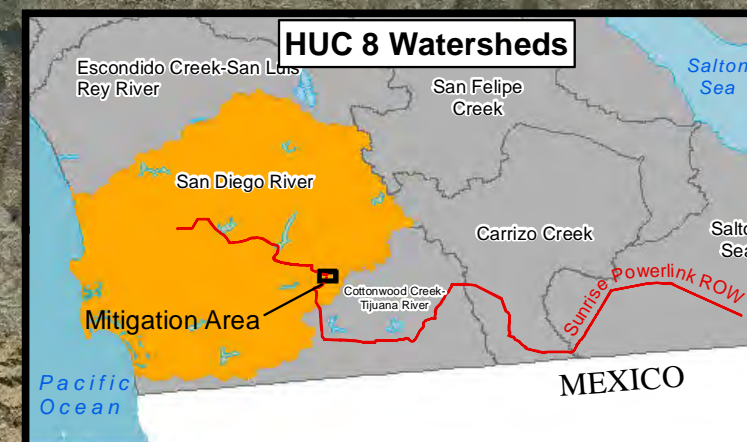 HUC 8 Watersheds
Escondido Creek-San Luis
Rey River
San Felipe
Creek
Salton
Sea
San Diego River
Carrizo Creek
Salto
Sea
Cottonwood Creek-
Tijuana River
Sunrise Powerlink ROW
Mitigation Area
MEXICO
Pacific
Ocean